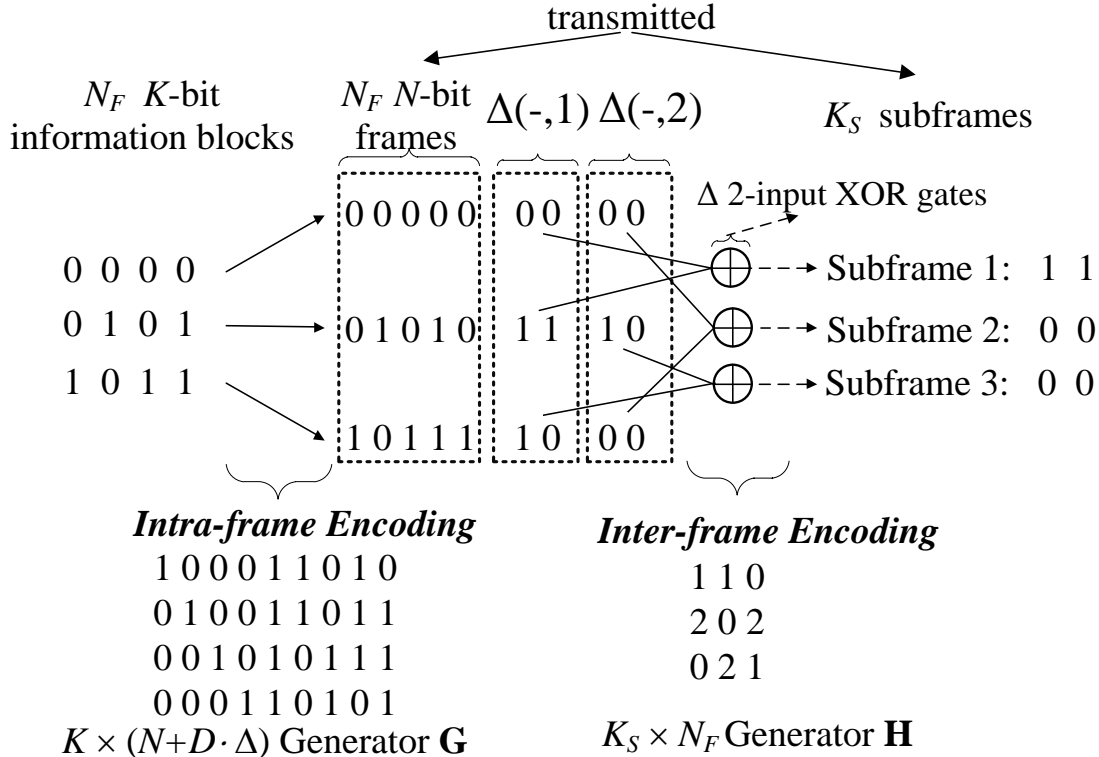 transmitted
N_F K-bit
information blocks
N_F N-bit
frames
Δ(-,1) Δ(-,2)
K_S subframes
Δ 2-input XOR gates
0 0 0 0 0 0 0 0 0
0 0 0 0
Subframe 1: 1 1
0 1 0 1
0 1 0 1 0 1 1 1 0
Subframe 2: 0 0
1 0 1 1
Subframe 3: 0 0
1 0 1 1 1 1 0 0 0
Intra-frame Encoding
1 0 0 0 1 1 0 1 0
0 1 0 0 1 1 0 1 1
0 0 1 0 1 0 1 1 1
0 0 0 1 1 0 1 0 1
K × (N+D· Δ) Generator G
Inter-frame Encoding
1 1 0
2 0 2
0 2 1
K_S × N_F Generator H